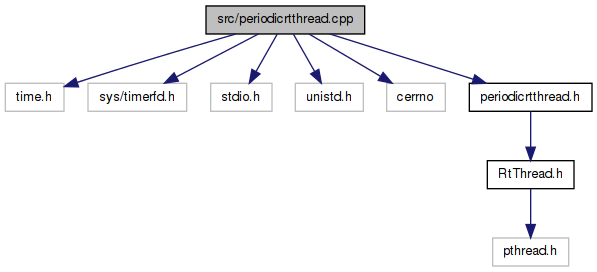 src/periodicrtthread.cpp
time.h
sys/timerfd.h
stdio.h
unistd.h
cerrno
periodicrtthread.h
RtThread.h
pthread.h